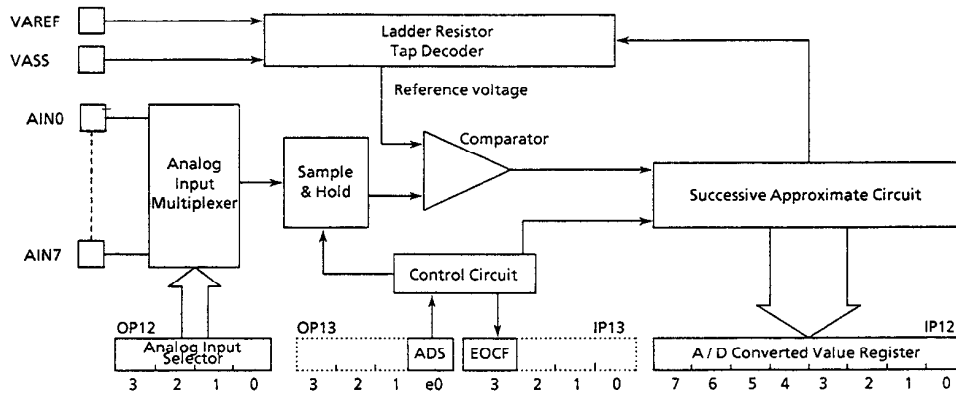 VAREF
VASS
Ladder Resistor
Tap Decoder
Reference voltage
AIN0
AIN7
Analog
Input
Multiplexer
Sample
& Hold
Comparator
Successive Approximate Circuit
Control Circuit
OP12
Analog Input
Selector
3 2 1 0
OP13
ADS
3 2 1 e0
IP13
EOCF
3 2 1 0
IP12
A / D Converted Value Register
7 6 5 4 3 2 1 0